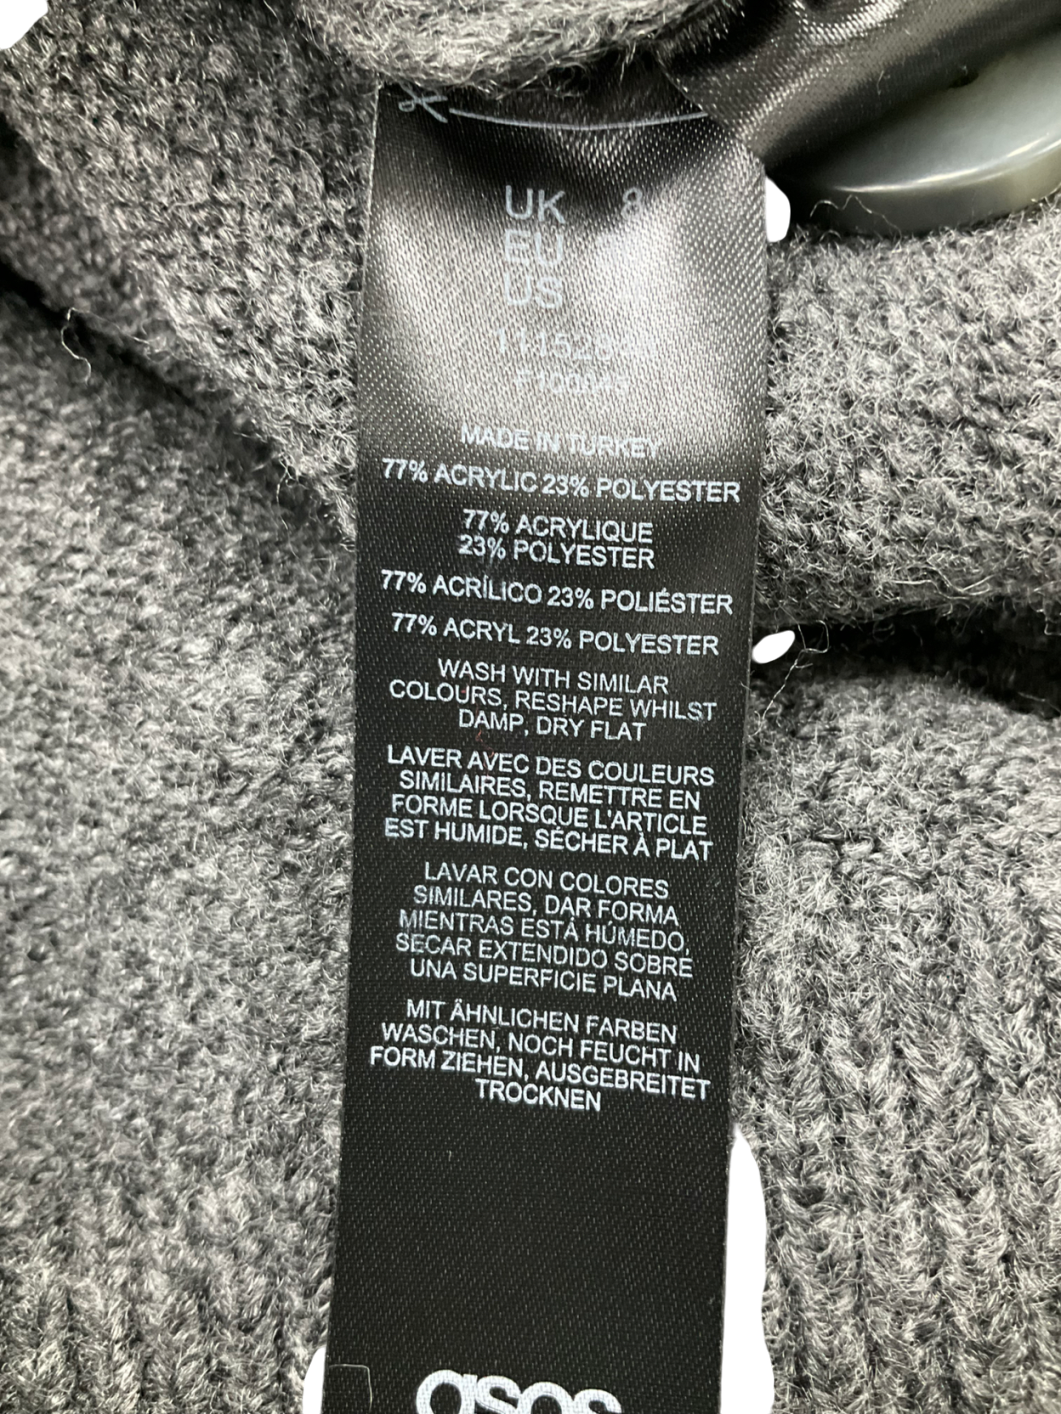 UK 8
EU
US
MADE IN TURKEY
77% ACRYLIC 23% POLYESTER
77% ACRYLIQUE
23% POLYESTER
77% ACRÍLICO 23% POLIÉSTER
77% ACRYL 23% POLYESTER
WASH WITH SIMILAR
COLOURS, RESHAPE WHILST
DAMP, DRY FLAT
LAVER AVEC DES COULEURS
SIMILAIRES, REMETTRE EN
FORME LORSQUE L'ARTICLE
EST HUMIDE, SÉCHER À PLAT
LAVAR CON COLORES
SIMILARES, DAR FORMA
MIENTRAS ESTÁ HÚMEDO,
SECAR EXTENDIDO SOBRE
UNA SUPERFICIE PLANA
MIT ÄHNLICHEN FARBEN
WASCHEN, NOCH FEUCHT IN
FORM ZIEHEN, AUSGEBREITET
TROCKNEN
asos